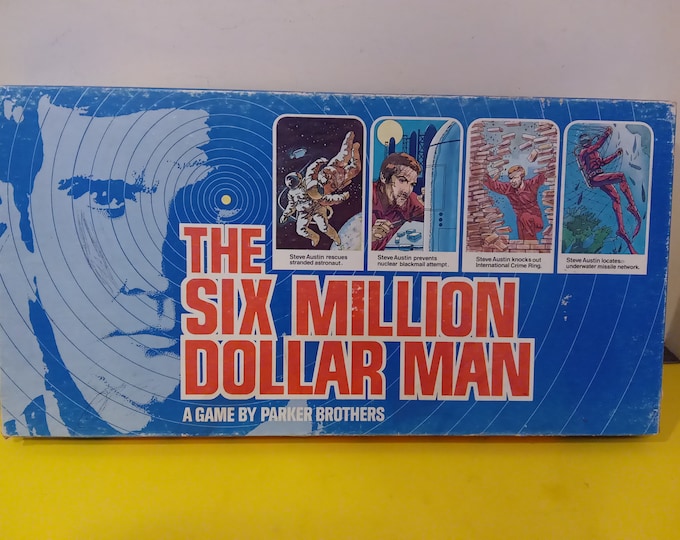 Steve Austin rescues
stranded astronaut.
Steve Austin prevents
nuclear blackmail attempt.
Steve Austin knocks out
International Crime Ring.
Steve Austin locates
underwater missile network.
THE
SIX MILLION
DOLLAR MAN
A GAME BY PARKER BROTHERS